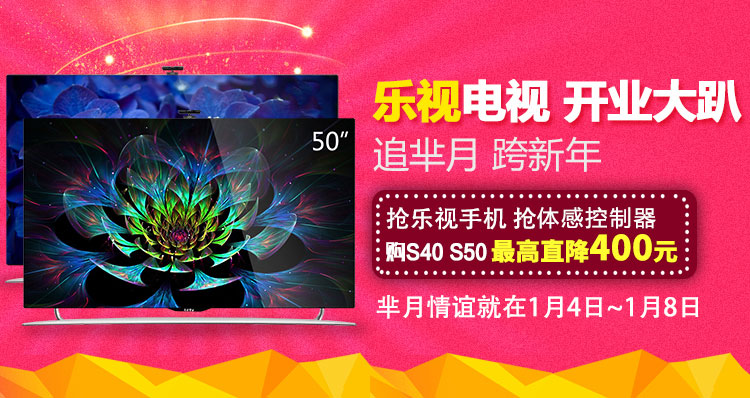 50”
乐视电视 开业大趴
追芈月 跨新年
抢乐视手机 抢体感控制器
购S40 S50 最高直降400元
芈月情谊就在1月4日~1月8日